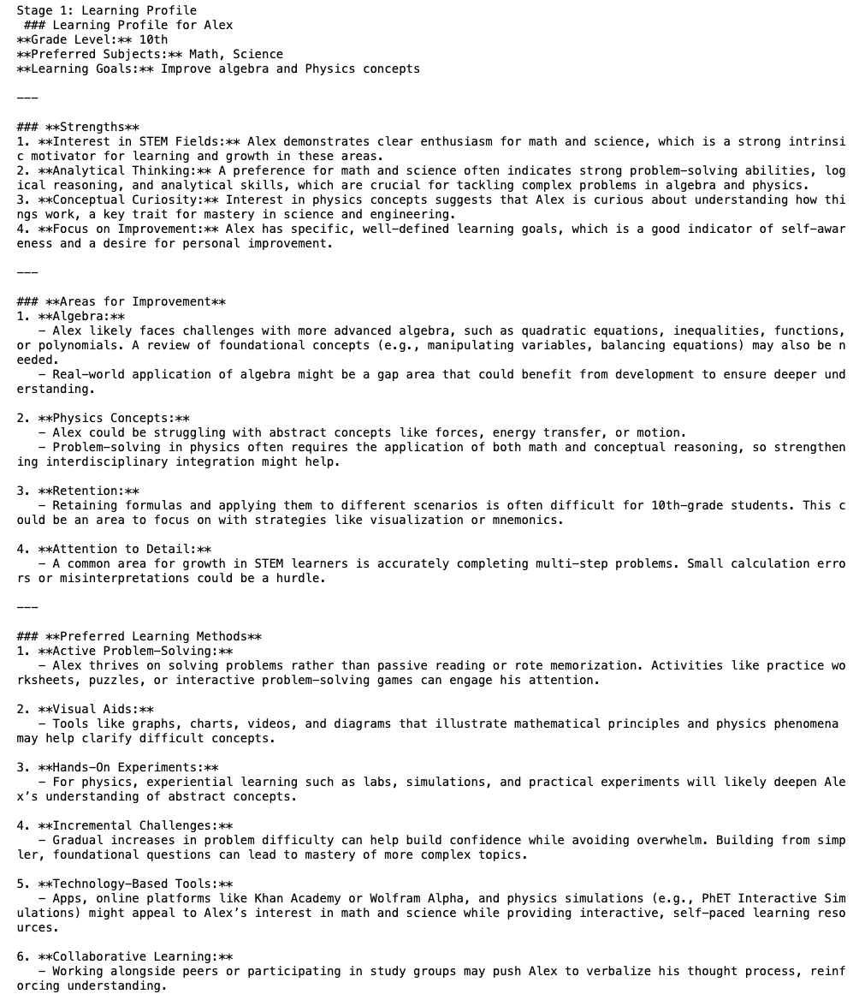 Stage 1: Learning Profile
 ### Learning Profile for Alex
**Grade Level:** 10th
**Preferred Subjects:** Math, Science
**Learning Goals:** Improve algebra and Physics concepts

---

### **Strengths**
1. **Interest in STEM Fields:** Alex demonstrates clear enthusiasm for math and science, which is a strong intrinsi
c motivator for learning and growth in these areas.
2. **Analytical Thinking:** A preference for math and science often indicates strong problem-solving abilities, log
ical reasoning, and analytical skills, which are crucial for tackling complex problems in algebra and physics.
3. **Conceptual Curiosity:** Interest in physics concepts suggests that Alex is curious about understanding how thi
ngs work, a key trait for mastery in science and engineering.
4. **Focus on Improvement:** Alex has specific, well-defined learning goals, which is a good indicator of self-awar
eness and a desire for personal improvement.

---

### **Areas for Improvement**
1. **Algebra:**
   - Alex likely faces challenges with more advanced algebra, such as quadratic equations, inequalities, functions,
or polynomials. A review of foundational concepts (e.g., manipulating variables, balancing equations) may also be n
eeded.
   - Real-world application of algebra might be a gap area that could benefit from development to ensure deeper und
erstanding.

2. **Physics Concepts:**
   - Alex could be struggling with abstract concepts like forces, energy transfer, or motion.
   - Problem-solving in physics often requires the application of both math and conceptual reasoning, so strengthen
ing interdisciplinary integration might help.

3. **Retention:**
   - Retaining formulas and applying them to different scenarios is often difficult for 10th-grade students. This c
ould be an area to focus on with strategies like visualization or mnemonics.

4. **Attention to Detail:**
   - A common area for growth in STEM learners is accurately completing multi-step problems. Small calculation erro
rs or misinterpretations could be a hurdle.

---

### **Preferred Learning Methods**
1. **Active Problem-Solving:**
   - Alex thrives on solving problems rather than passive reading or rote memorization. Activities like practice wo
rksheets, puzzles, or interactive problem-solving games can engage his attention.

2. **Visual Aids:**
   - Tools like graphs, charts, videos, and diagrams that illustrate mathematical principles and physics phenomena
may help clarify difficult concepts.

3. **Hands-On Experiments:**
   - For physics, experiential learning such as labs, simulations, and practical experiments will likely deepen Ale
x’s understanding of abstract concepts.

4. **Incremental Challenges:**
   - Gradual increases in problem difficulty can help build confidence while avoiding overwhelm. Building from simp
ler, foundational questions can lead to mastery of more complex topics.

5. **Technology-Based Tools:**
   - Apps, online platforms like Khan Academy or Wolfram Alpha, and physics simulations (e.g., PhET Interactive Sim
ulations) might appeal to Alex’s interest in math and science while providing interactive, self-paced learning reso
urces.

6. **Collaborative Learning:**
   - Working alongside peers or participating in study groups may push Alex to verbalize his thought process, reinf
orcing understanding.